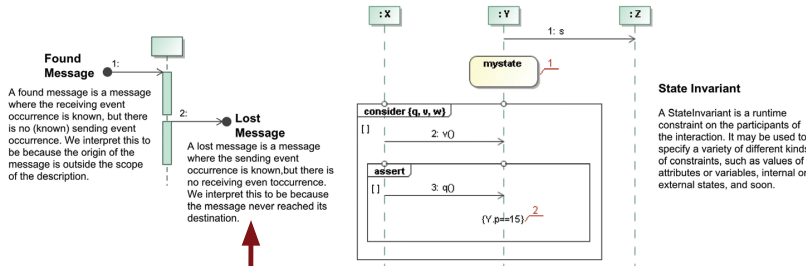 Found
Message
1:
A found message is a message
where the receiving event
occurrence is known, but there
is no (known) sending event
occurrence. We interpret this to
be because the origin of the
message is outside the scope
of the description.
2:
Lost
Message
A lost message is a message
where the sending event
occurrence is known,but there is
no receiving even toccurrence.
We interpret this to be because
the message never reached its
destination.
: X
: Y
: Z
1: s
mystate
1
consider {q, v, w}
[ ]
2: v()
assert
[ ]
3: q()
{Y.p==15}
2
State Invariant
A StateInvariant is a runtime
constraint on the participants of
the interaction. It may be used to
specify a variety of different kinds
of constraints, such as values of
attributes or variables, internal or
external states, and soon.